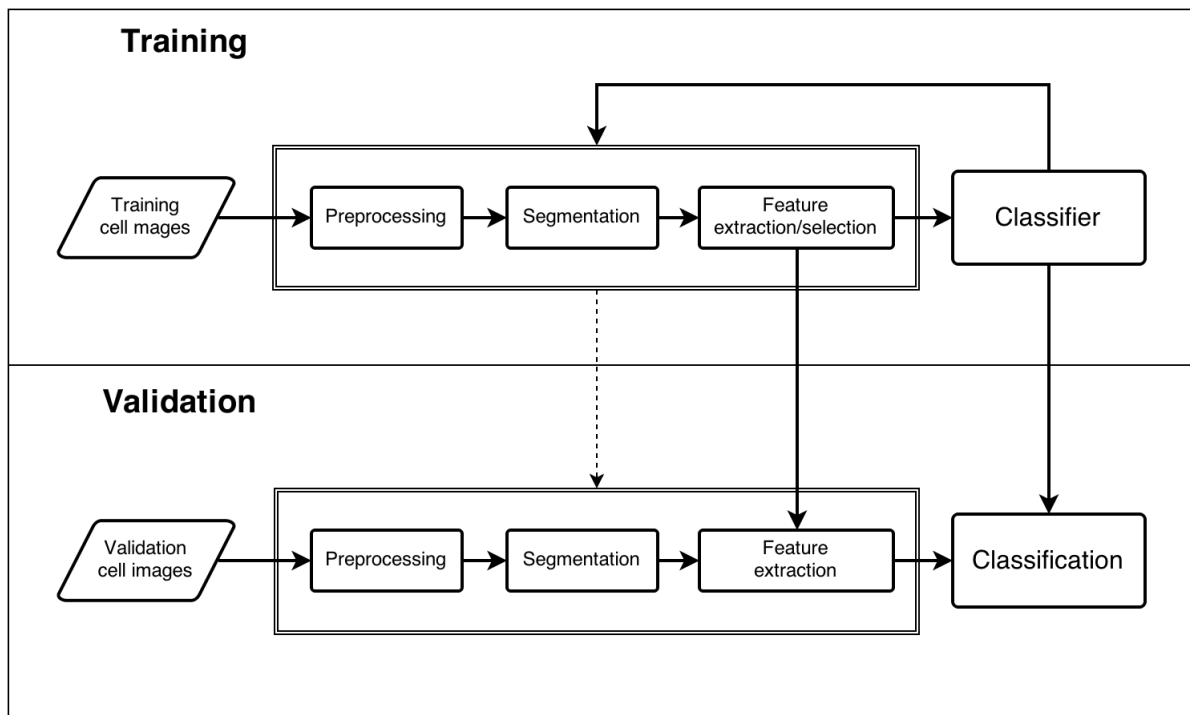 Training
Training
cell mages
Preprocessing
Segmentation
Feature
extraction/selection
Classifier
Validation
Validation
cell images
Preprocessing
Segmentation
Feature
extraction
Classification